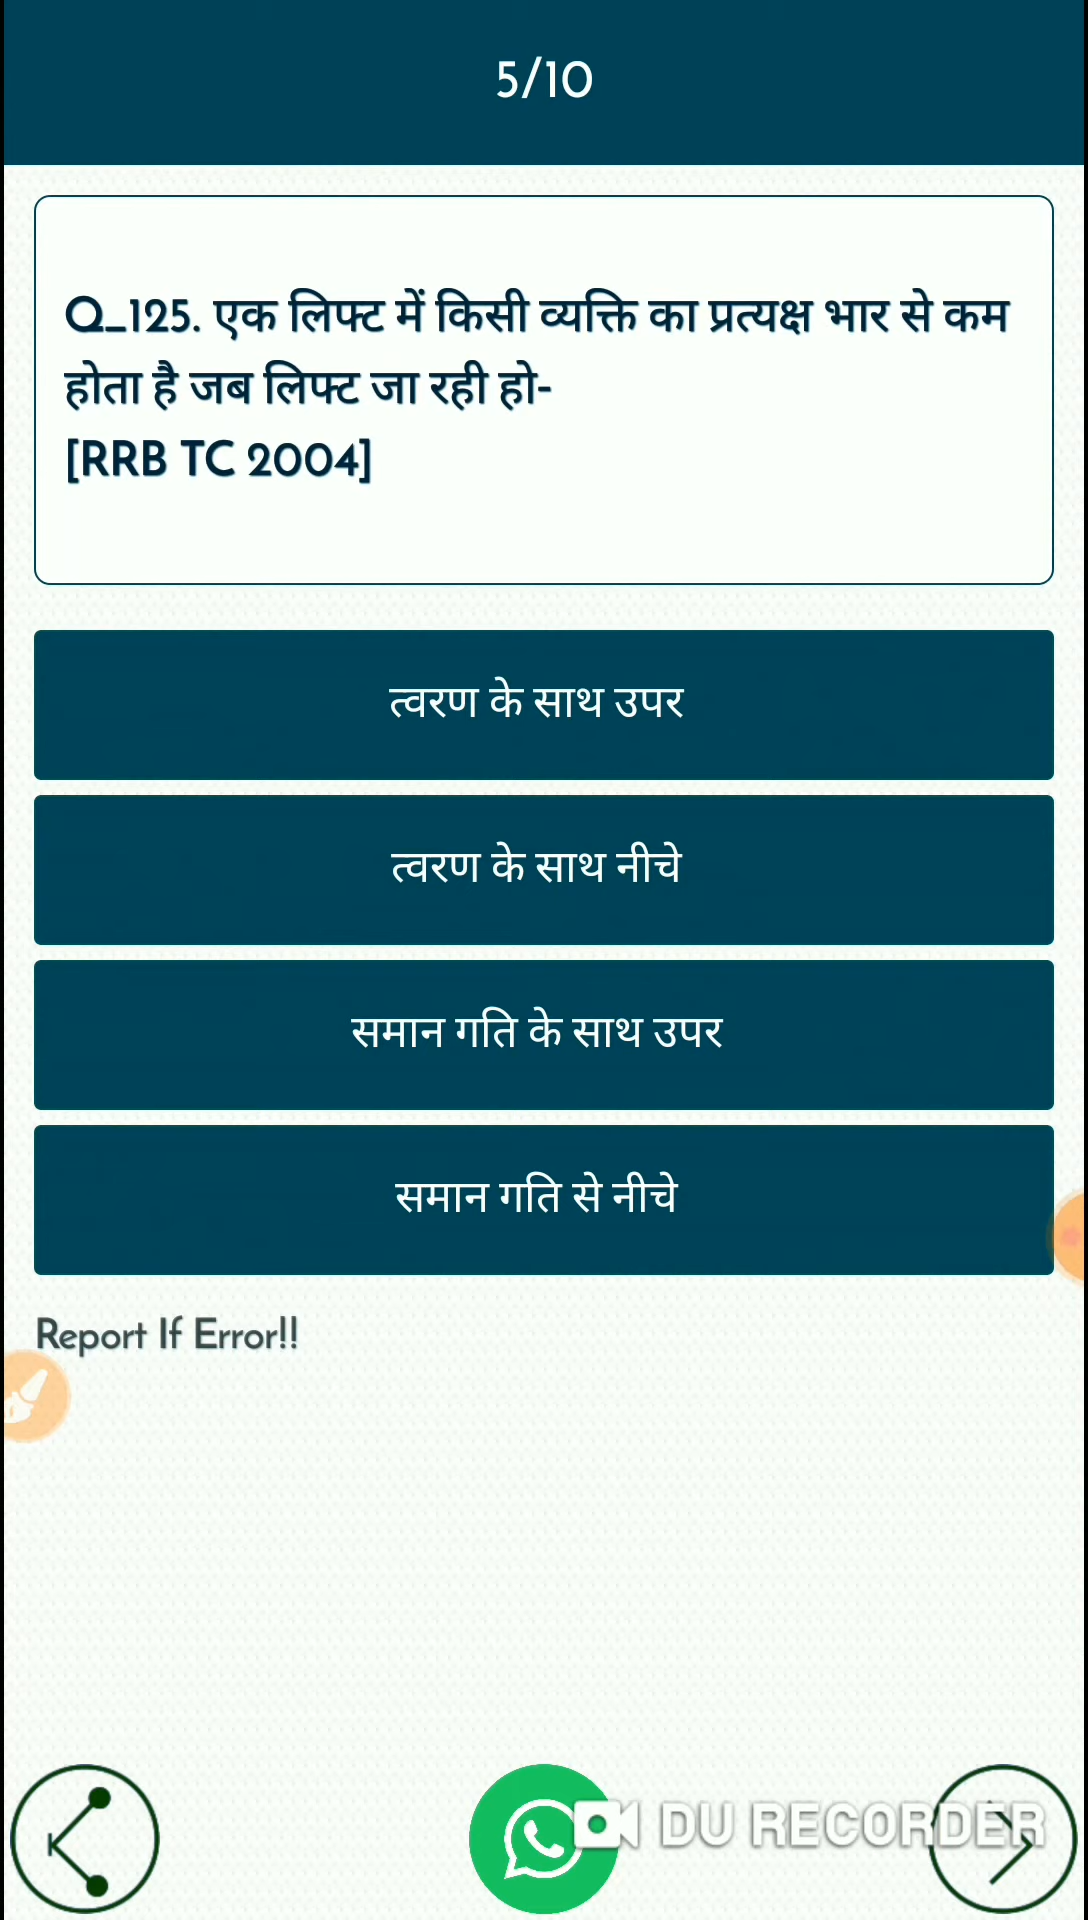 5/10
Q_125. एक लिफ्ट में किसी व्यक्ति का प्रत्यक्ष भार से कम
होता है जब लिफ्ट जा रही हो-
[RRB TC 2004]
त्वरण के साथ उपर
त्वरण के साथ नीचे
समान गति के साथ उपर
समान गति से नीचे
Report If Error!!
DU RECORDER